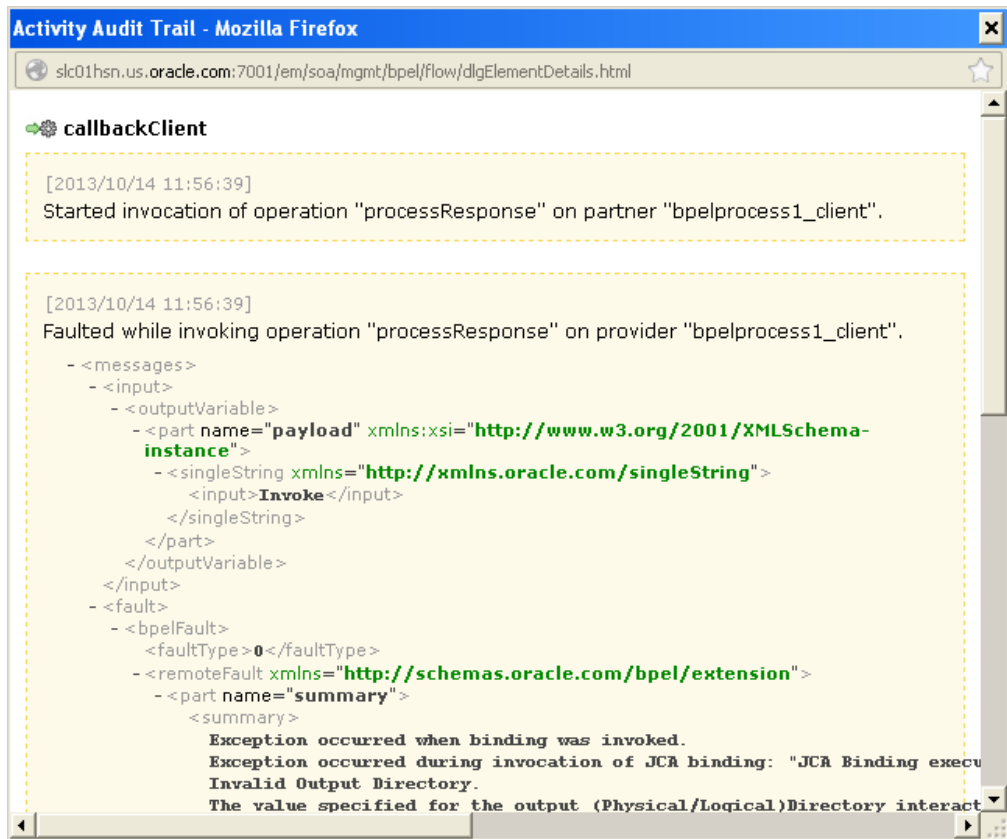 Activity Audit Trail - Mozilla Firefox
slc01hsn.us.oracle.com:7001/em/soa/mgmt/bpel/flow/dlgElementDetails.html
callbackClient
[2013/10/14 11:56:39]
Started invocation of operation "processResponse" on partner "bpelprocess1_client".
[2013/10/14 11:56:39]
Faulted while invoking operation "processResponse" on provider "bpelprocess1_client".
- <messages>
- <input>
- <outputVariable>
- <part name="payload" xmlns:xsi="http://www.w3.org/2001/XMLSchema-
instance">
- <singleString xmlns="http://xmlns.oracle.com/singleString">
<input>Invoke</input>
</singleString>
</part>
</outputVariable>
</input>
- <fault>
- <bpelFault>
<faultType>0</faultType>
- <remoteFault xmlns="http://schemas.oracle.com/bpel/extension">
- <part name="summary">
<summary>
Exception occurred when binding was invoked.
Exception occurred during invocation of JCA binding: "JCA Binding execu
Invalid Output Directory.
The value specified for the output (Physical/Logical)Directory interact